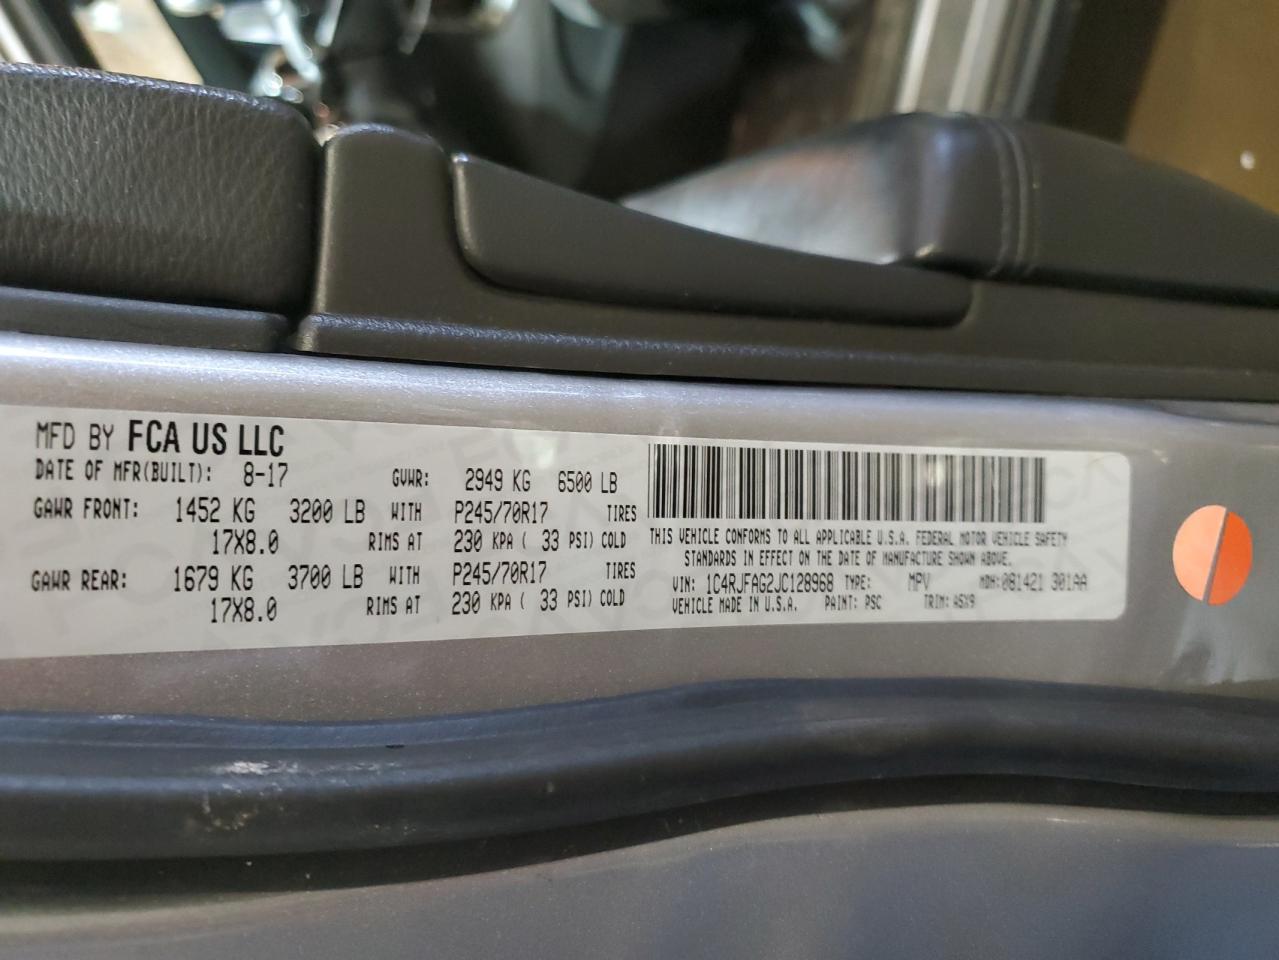 MFD BY FCA US LLC
DATE OF MFR(BUILT): 8-17 GVWR: 2949 KG 6500 LB
GAWR FRONT: 1452 KG 3200 LB WITH P245/70R17 TIRES
17X8.0 RIMS AT 230 KPA ( 33 PSI) COLD
GAWR REAR: 1679 KG 3700 LB WITH P245/70R17 TIRES
17X8.0 RIMS AT 230 KPA ( 33 PSI) COLD
THIS VEHICLE CONFORMS TO ALL APPLICABLE U.S.A. FEDERAL MOTOR VEHICLE SAFETY
STANDARDS IN EFFECT ON THE DATE OF MANUFACTURE SHOWN ABOVE.
VIN: 1C4RJFAG2JC128968 TYPE: MPV MDH: 081421 301AA
VEHICLE MADE IN U.S.A. PAINT: PSC TRIM: A5X9